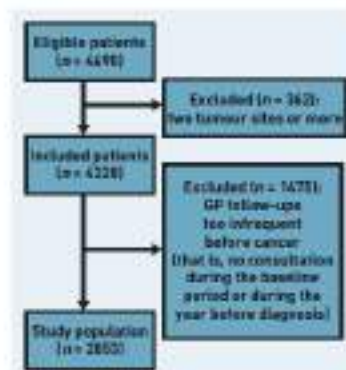 Eligible patients
(n = 4690)
Excluded (n = 362):
two tumour sites or more
Included patients
(n = 4328)
Excluded (n = 1475):
GP follow-ups
too infrequent
before cancer
(that is, no consultation
during the baseline
period or during the
year before diagnosis)
Study population
(n = 2853)